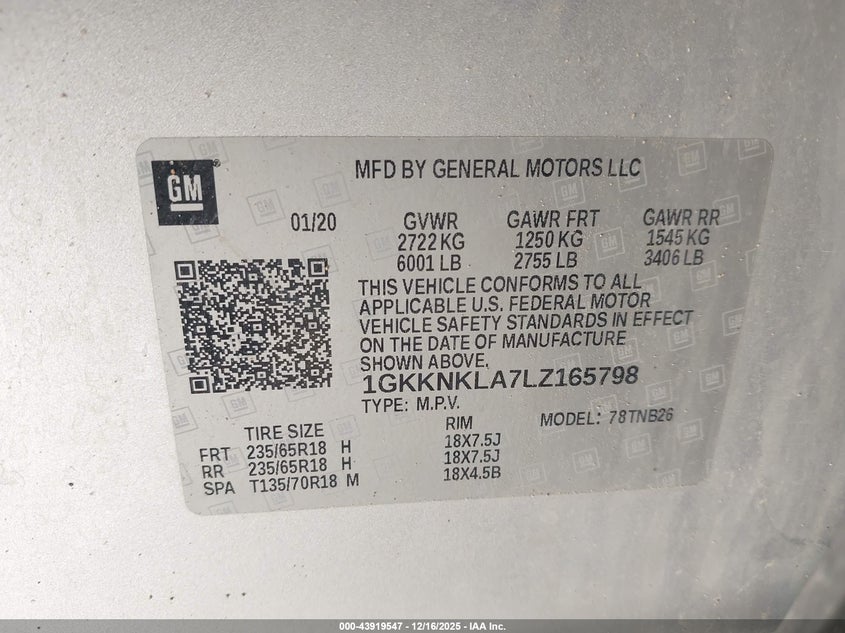 GM
MFD BY GENERAL MOTORS LLC
01/20 GVWR GAWR FRT GAWR RR
2722 KG 1250 KG 1545 KG
6001 LB 2755 LB 3406 LB
THIS VEHICLE CONFORMS TO ALL
APPLICABLE U.S. FEDERAL MOTOR
VEHICLE SAFETY STANDARDS IN EFFECT
ON THE DATE OF MANUFACTURE
SHOWN ABOVE.
1GKKNKLA7LZ165798
TYPE: M.P.V. MODEL: 78TNB26
TIRE SIZE RIM
FRT 235/65R18 H 18X7.5J
RR 235/65R18 H 18X7.5J
SPA T135/70R18 M 18X4.5B
000-43919547 - 12/16/2025 - IAA Inc.